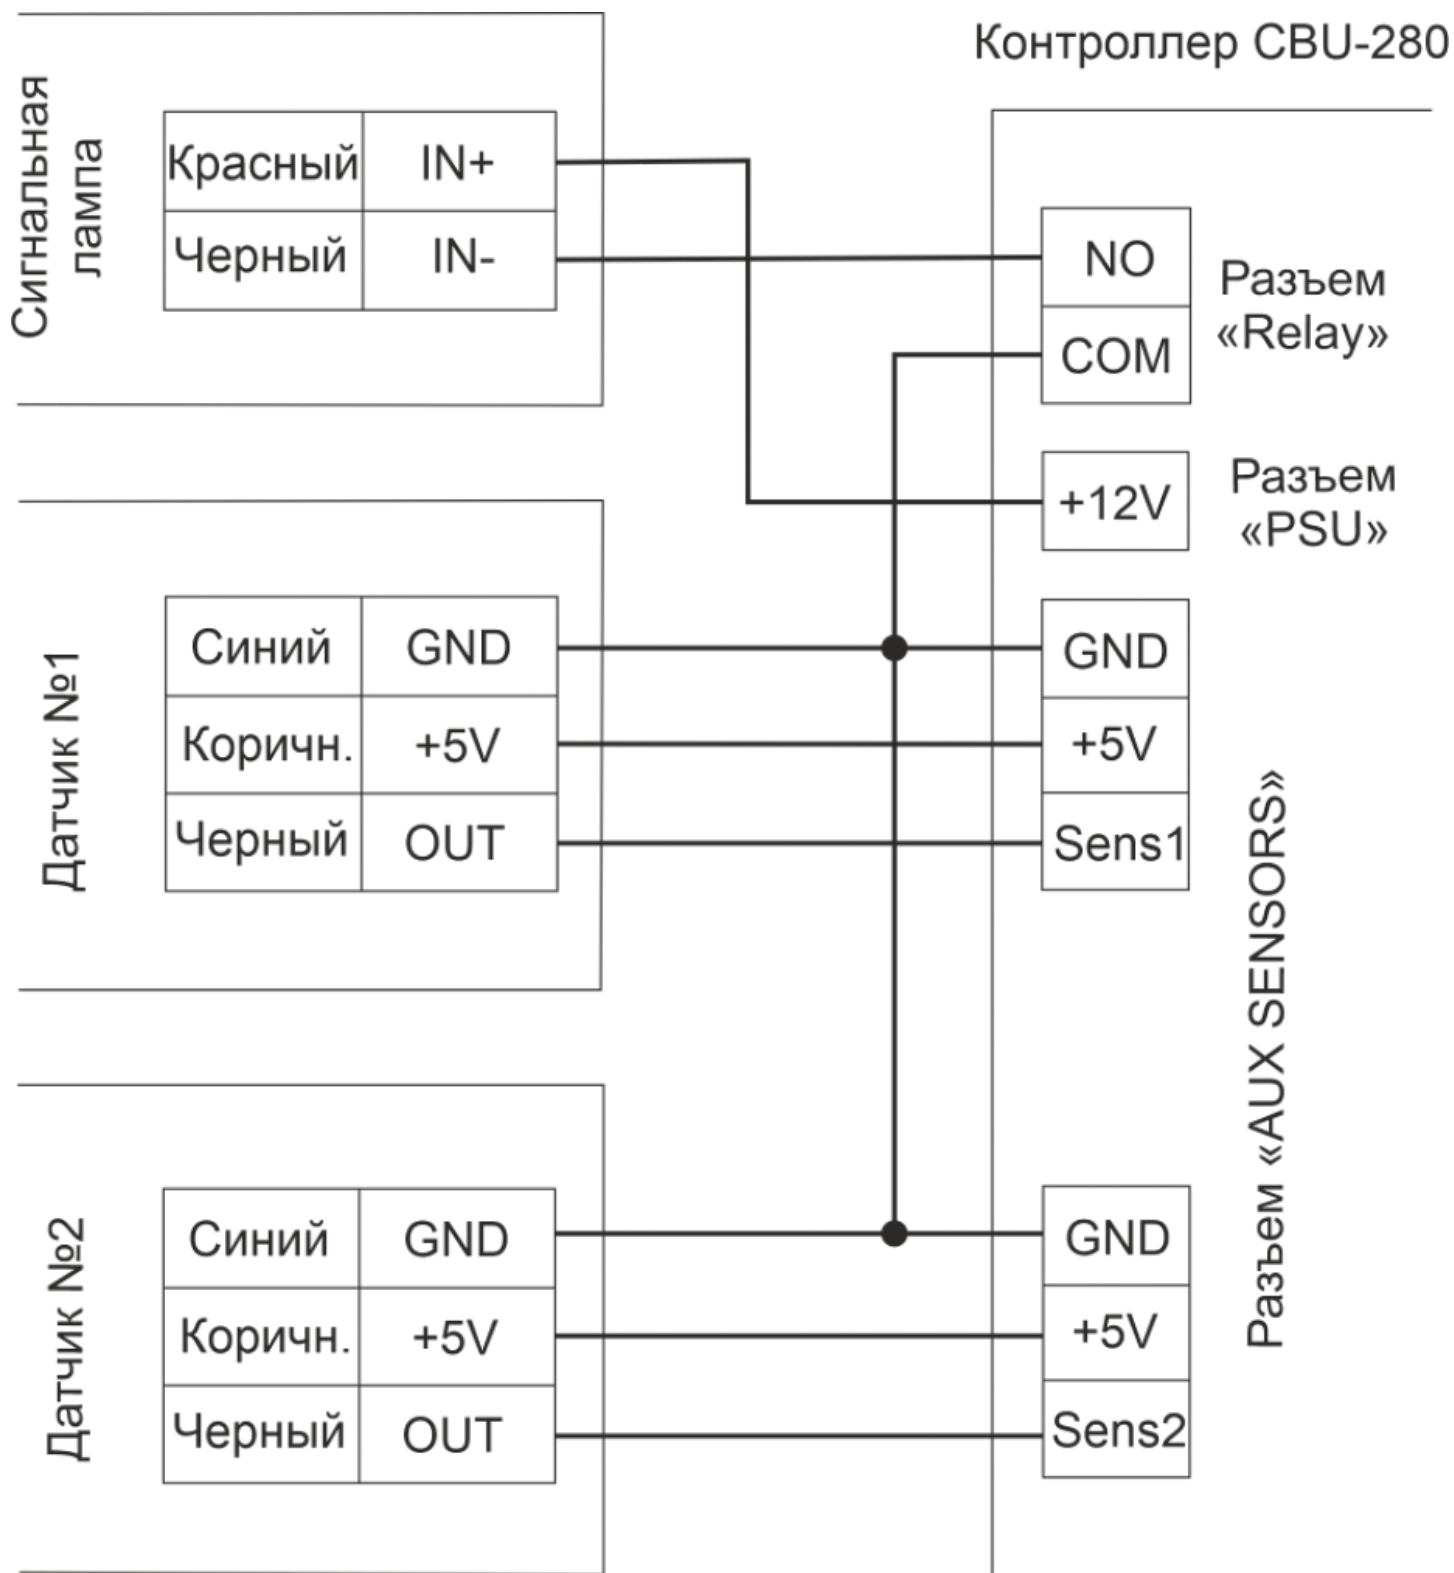 Контроллер CBU-280
Сигнальная
лампа
Красный IN+
Черный IN-
NO
COM
Разъем
«Relay»
+12V
Разъем
«PSU»
Датчик №1
Синий GND
Коричн. +5V
Черный OUT
GND
+5V
Sens1
Разъем «AUX SENSORS»
Датчик №2
Синий GND
Коричн. +5V
Черный OUT
GND
+5V
Sens2